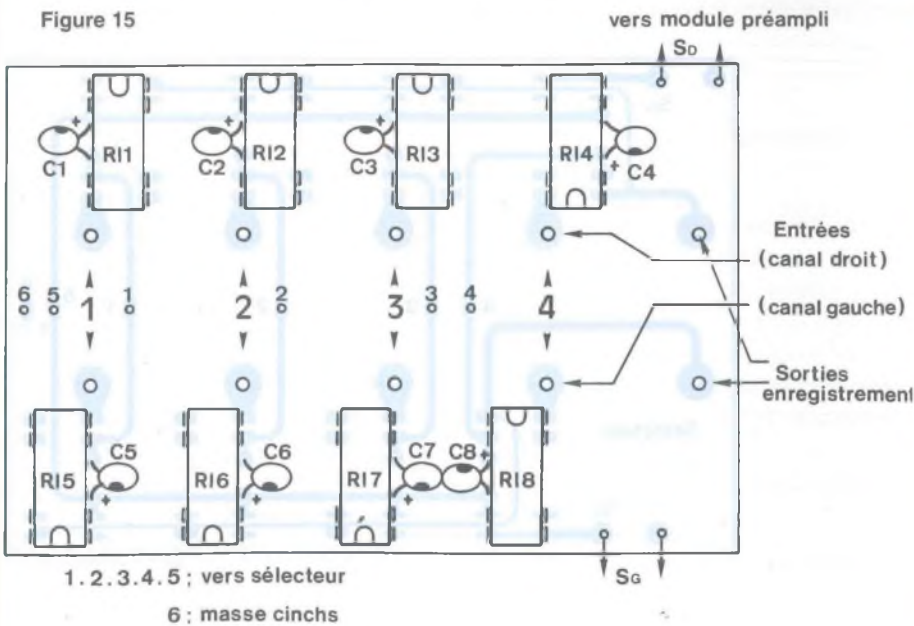 Figure 15
vers module préampli
SD
+
+
+
C1
RI1
C2
RI2
C3
RI3
RI4
+
C4
Entrées
(canal droit)
6
5
1
1
2
2
3
3
4
4
(canal gauche)
Sorties
enregistrement
RI5
C5
+
RI6
C6
+
RI7
C7
+
C8
+
RI8
SG
1.2.3.4.5 ; vers sélecteur
6 ; masse cinchs